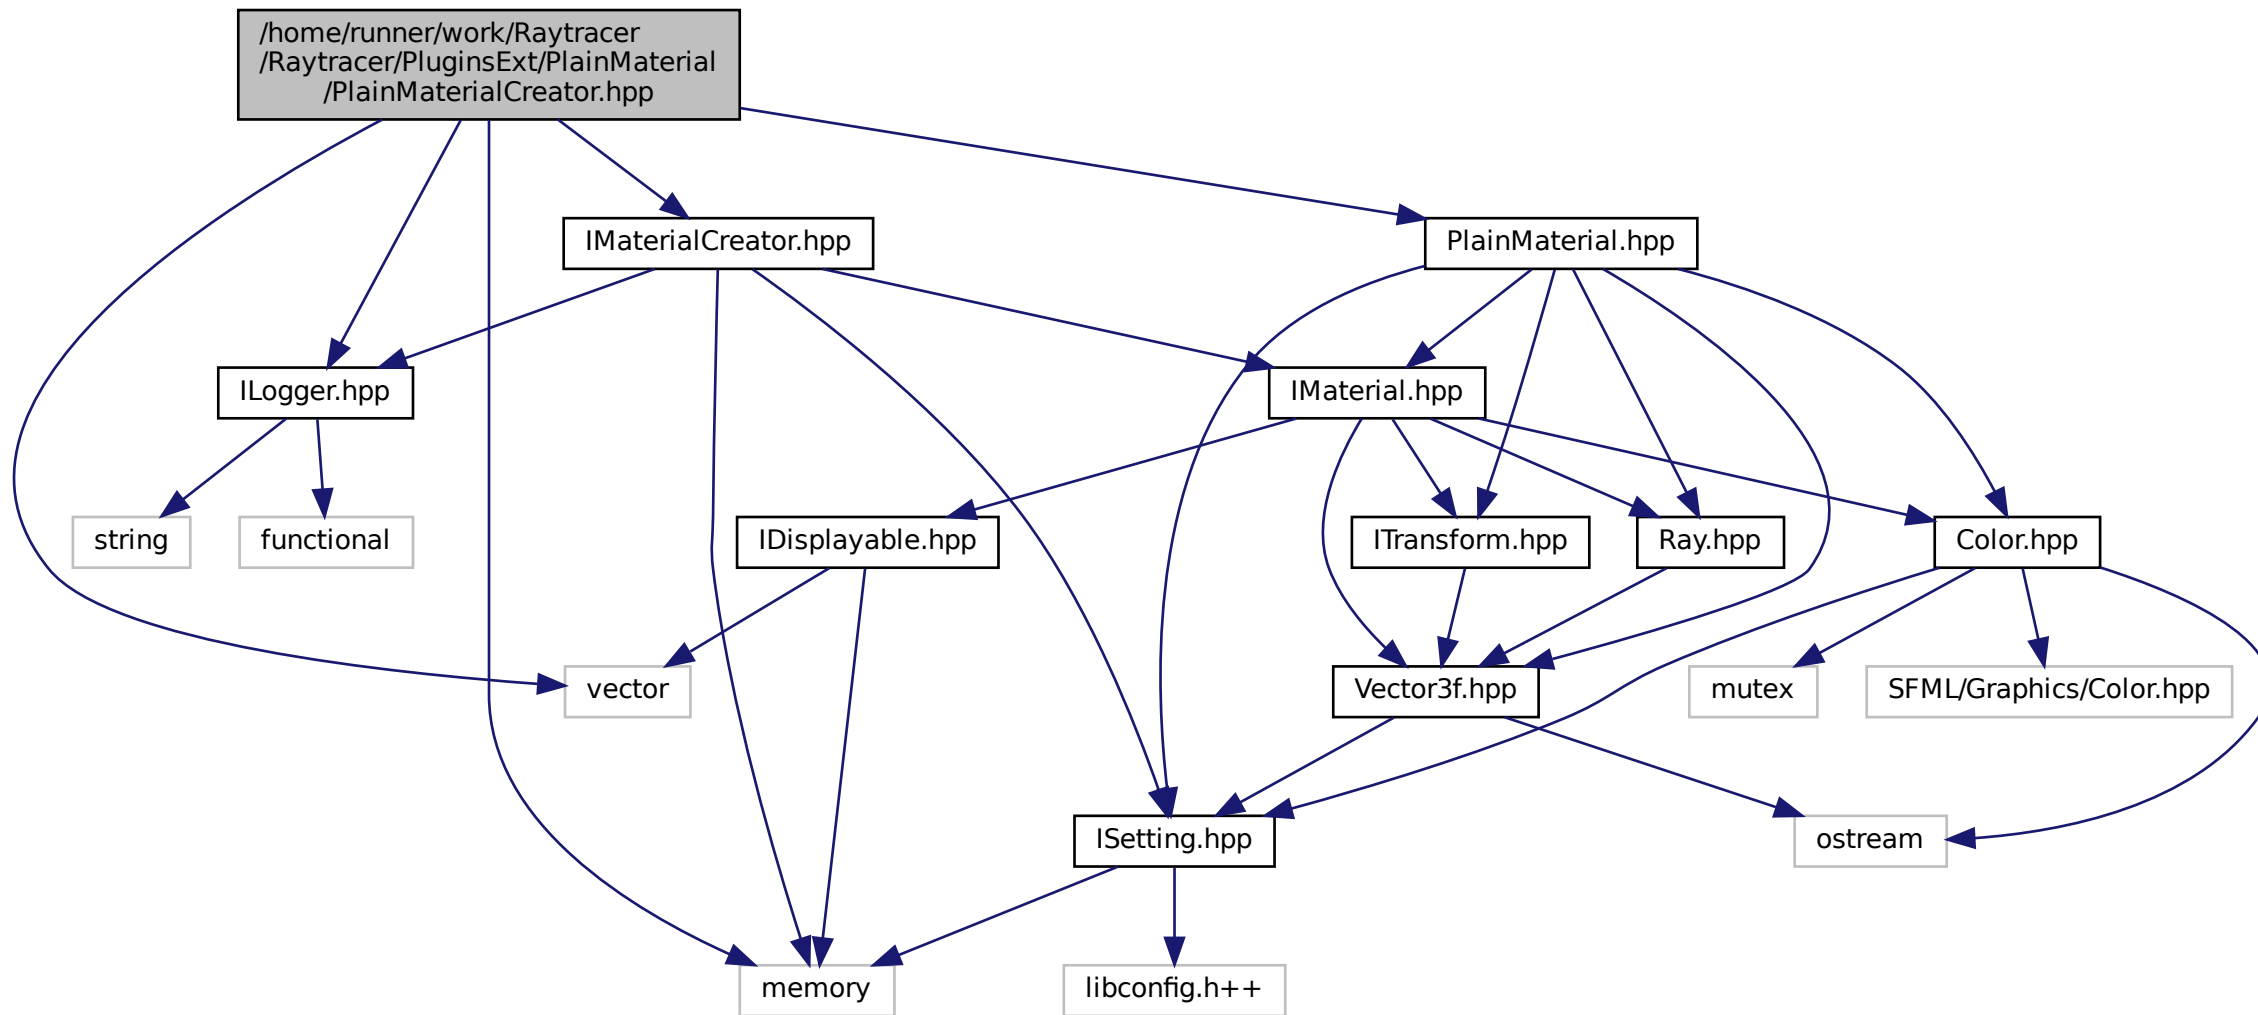 /home/runner/work/Raytracer
/Raytracer/PluginsExt/PlainMaterial
/PlainMaterialCreator.hpp
IMaterialCreator.hpp
PlainMaterial.hpp
ILogger.hpp
IMaterial.hpp
string
functional
IDisplayable.hpp
ITransform.hpp
Ray.hpp
Color.hpp
vector
Vector3f.hpp
mutex
SFML/Graphics/Color.hpp
ISetting.hpp
ostream
memory
libconfig.h++